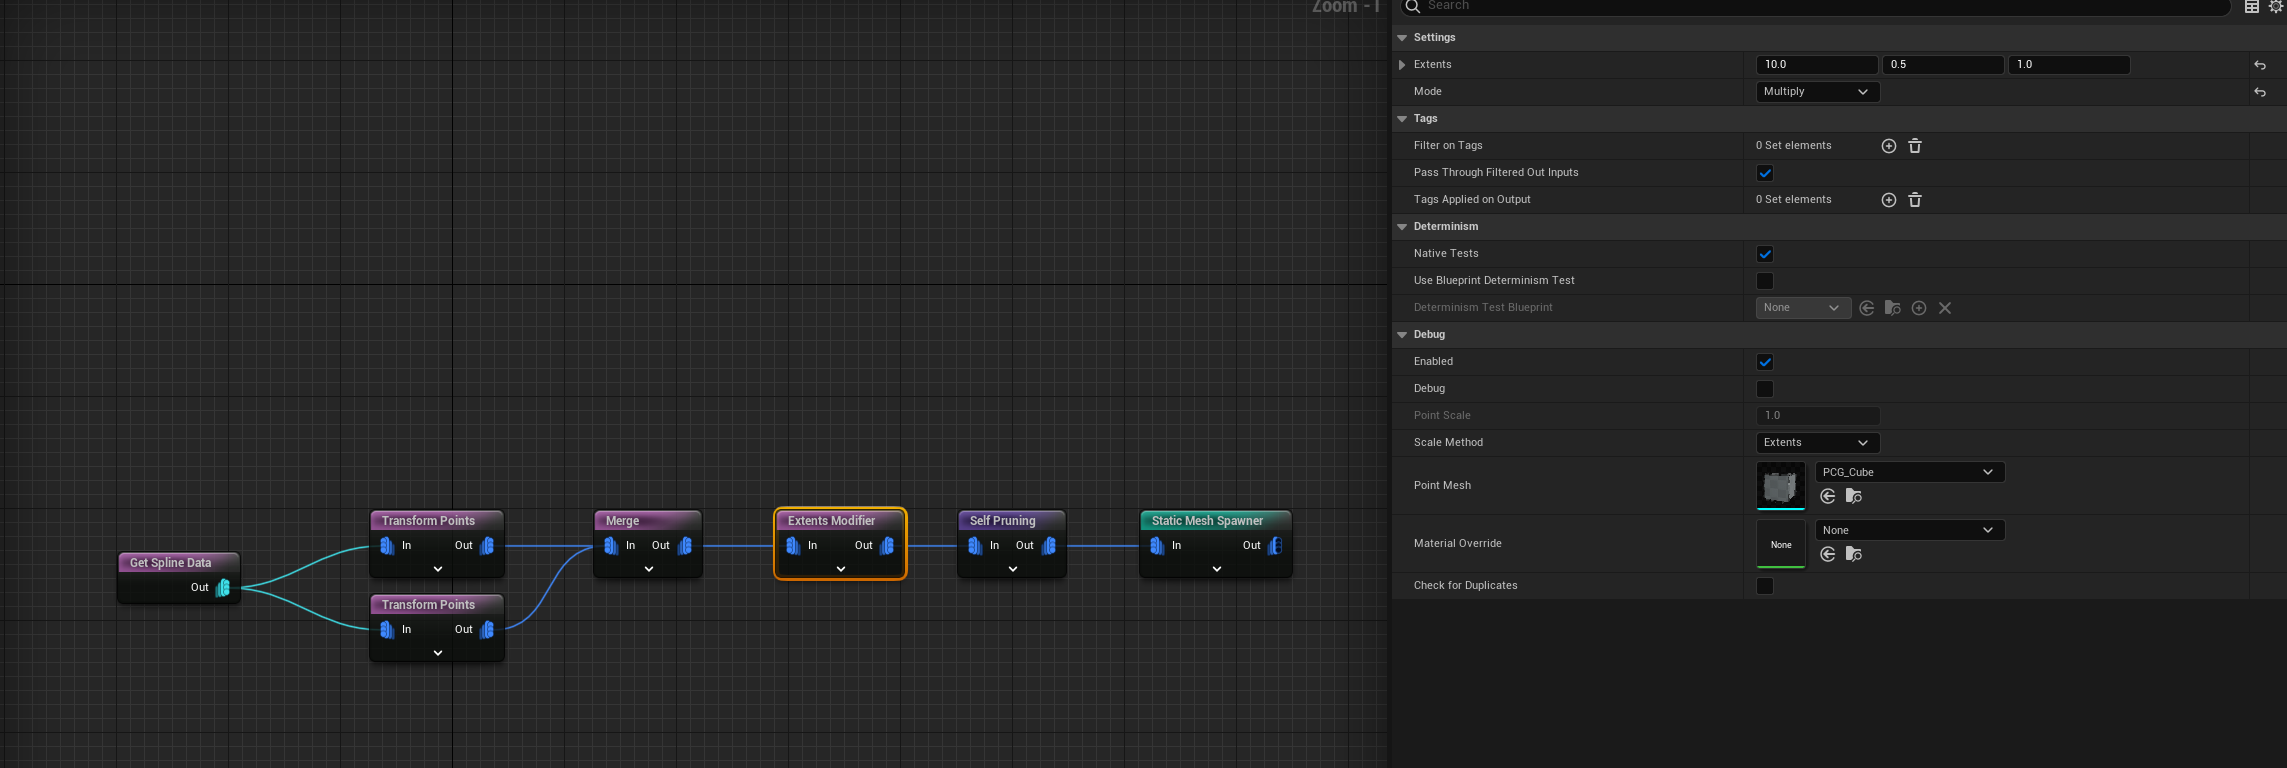 Zoom -1
Get Spline Data
Out
Transform Points
In Out
Transform Points
In Out
Merge
In Out
Extents Modifier
In Out
Self Pruning
In Out
Static Mesh Spawner
In Out
Search
Settings
Extents 10.0 0.5 1.0
Mode Multiply
Tags
Filter on Tags 0 Set elements
Pass Through Filtered Out Inputs
Tags Applied on Output 0 Set elements
Determinism
Native Tests
Use Blueprint Determinism Test
Determinism Test Blueprint None
Debug
Enabled
Debug
Point Scale 1.0
Scale Method Extents
Point Mesh PCG_Cube
Material Override None None
Check for Duplicates